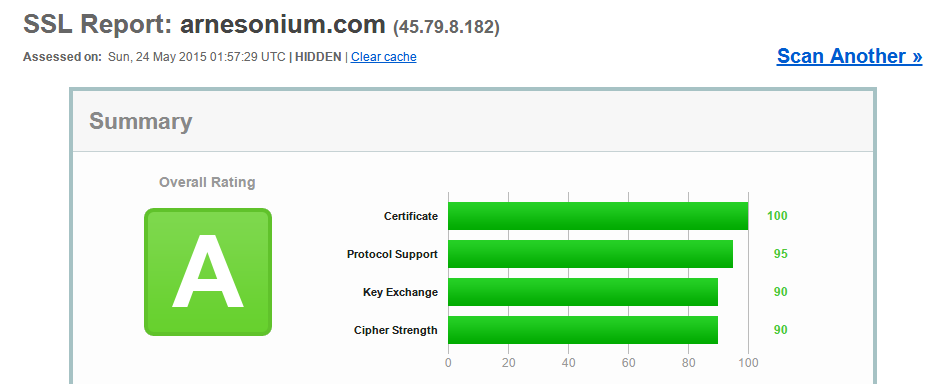 SSL Report: arnesonium.com (45.79.8.182)
Assessed on: Sun, 24 May 2015 01:57:29 UTC | HIDDEN | Clear cache
Scan Another »
Summary
Overall Rating
A
Certificate 100
Protocol Support 95
Key Exchange 90
Cipher Strength 90
0 20 40 60 80 100